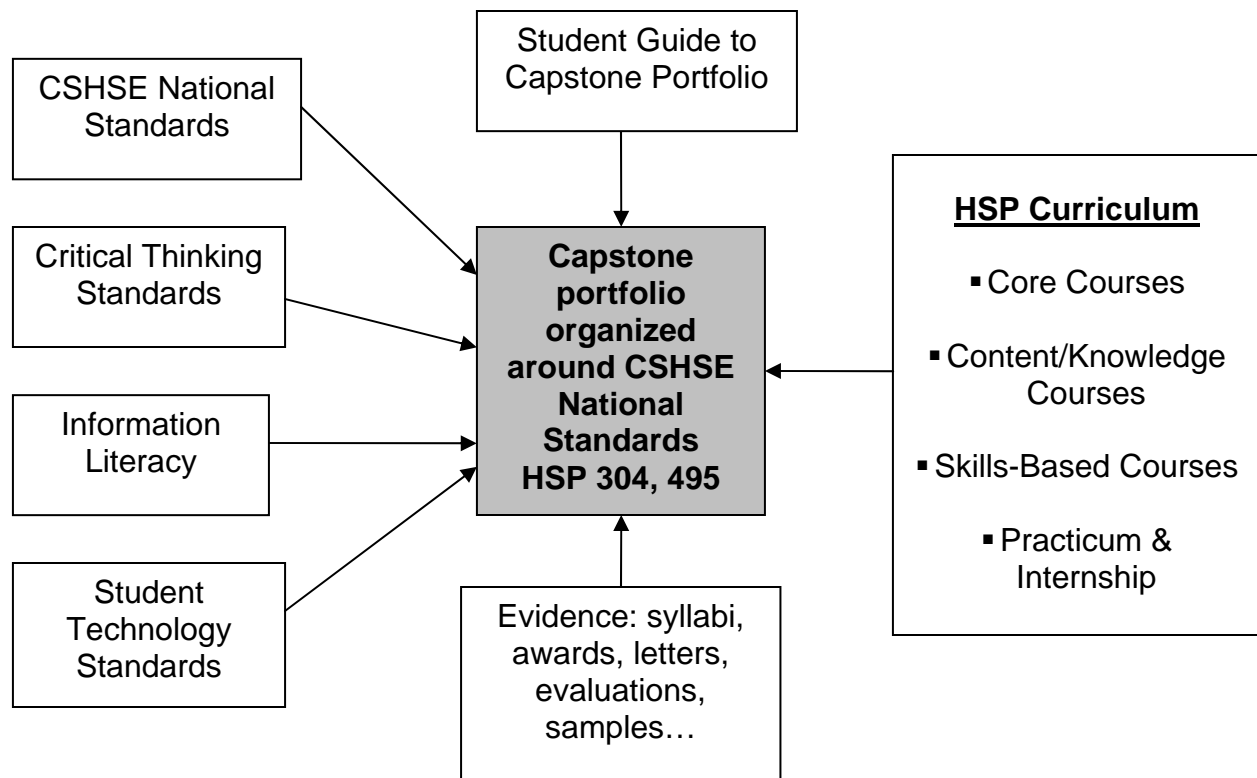 Student Guide to
Capstone Portfolio
CSHSE National
Standards
Critical Thinking
Standards
Information
Literacy
Student
Technology
Standards
Capstone
portfolio
organized
around CSHSE
National
Standards
HSP 304, 495
Evidence: syllabi,
awards, letters,
evaluations,
samples…
HSP Curriculum
▪ Core Courses
▪ Content/Knowledge
Courses
▪ Skills-Based Courses
▪ Practicum &
Internship